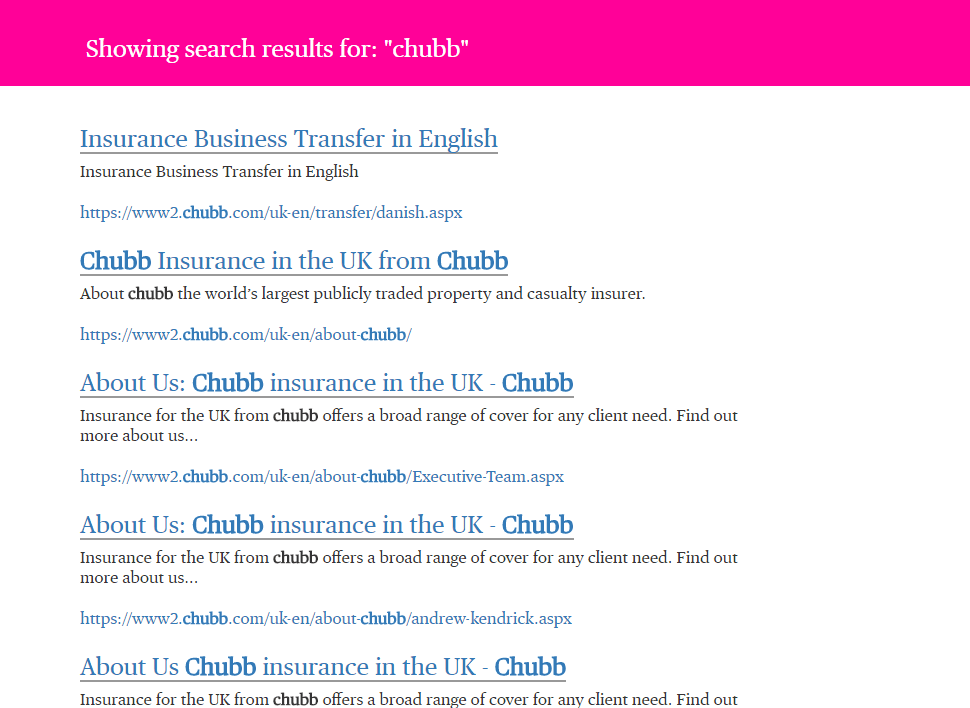 Showing search results for: "chubb"
Insurance Business Transfer in English
Insurance Business Transfer in English
https://www2.chubb.com/uk-en/transfer/danish.aspx
Chubb Insurance in the UK from Chubb
About chubb the world’s largest publicly traded property and casualty insurer.
https://www2.chubb.com/uk-en/about-chubb/
About Us: Chubb insurance in the UK - Chubb
Insurance for the UK from chubb offers a broad range of cover for any client need. Find out
more about us...
https://www2.chubb.com/uk-en/about-chubb/Executive-Team.aspx
About Us: Chubb insurance in the UK - Chubb
Insurance for the UK from chubb offers a broad range of cover for any client need. Find out
more about us...
https://www2.chubb.com/uk-en/about-chubb/andrew-kendrick.aspx
About Us Chubb insurance in the UK - Chubb
Insurance for the UK from chubb offers a broad range of cover for any client need. Find out